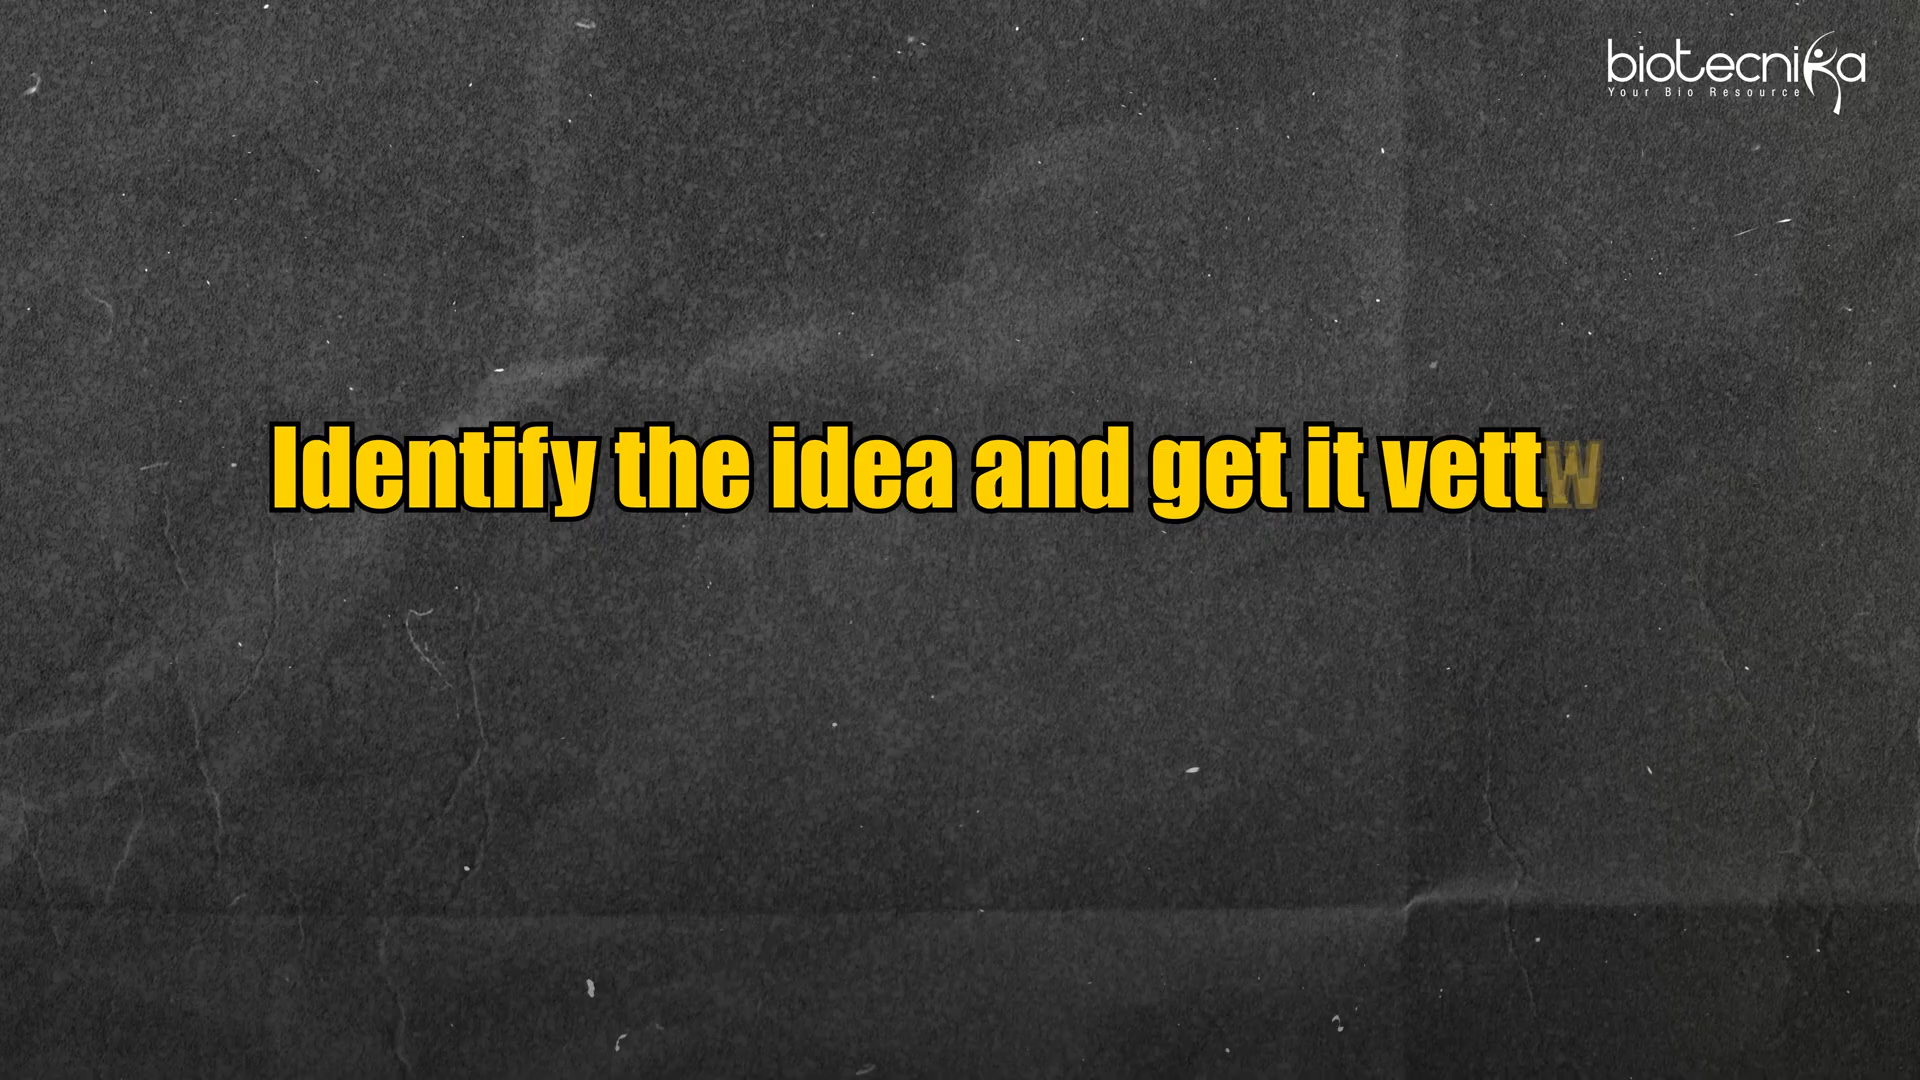 biotecnika
Your Bio Resource
Identify the idea and get it vett